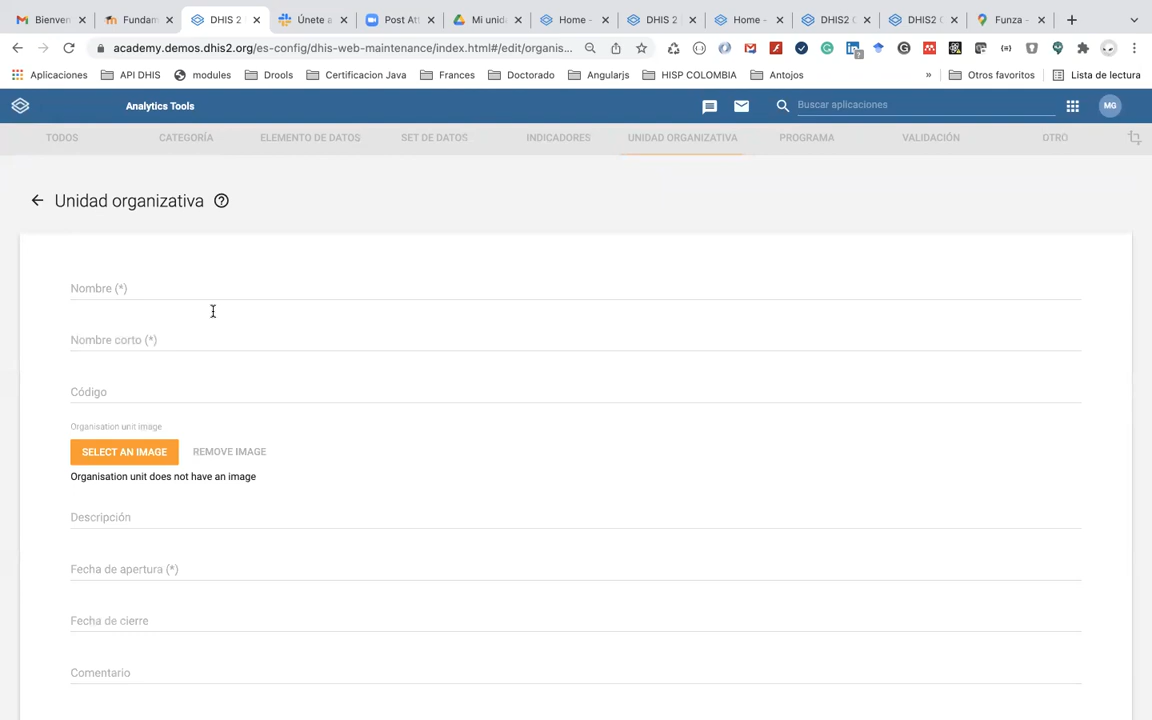 Bienven
Fundam
DHIS 2
Únete a
Post Att
Mi unid
Home -
DHIS 2
Home -
DHIS2 C
DHIS2 C
Funza -
academy.demos.dhis2.org/es-config/dhis-web-maintenance/index.html#/edit/organis...
Aplicaciones
API DHIS
modules
Drools
Certificacion Java
Frances
Doctorado
Angularjs
HISP COLOMBIA
Antojos
»
Otros favoritos
Lista de lectura
Analytics Tools
Buscar aplicaciones
MG
TODOS
CATEGORÍA
ELEMENTO DE DATOS
SET DE DATOS
INDICADORES
UNIDAD ORGANIZATIVA
PROGRAMA
VALIDACIÓN
OTRO
Unidad organizativa
Nombre (*)
Nombre corto (*)
Código
Organisation unit image
SELECT AN IMAGE
REMOVE IMAGE
Organisation unit does not have an image
Descripción
Fecha de apertura (*)
Fecha de cierre
Comentario